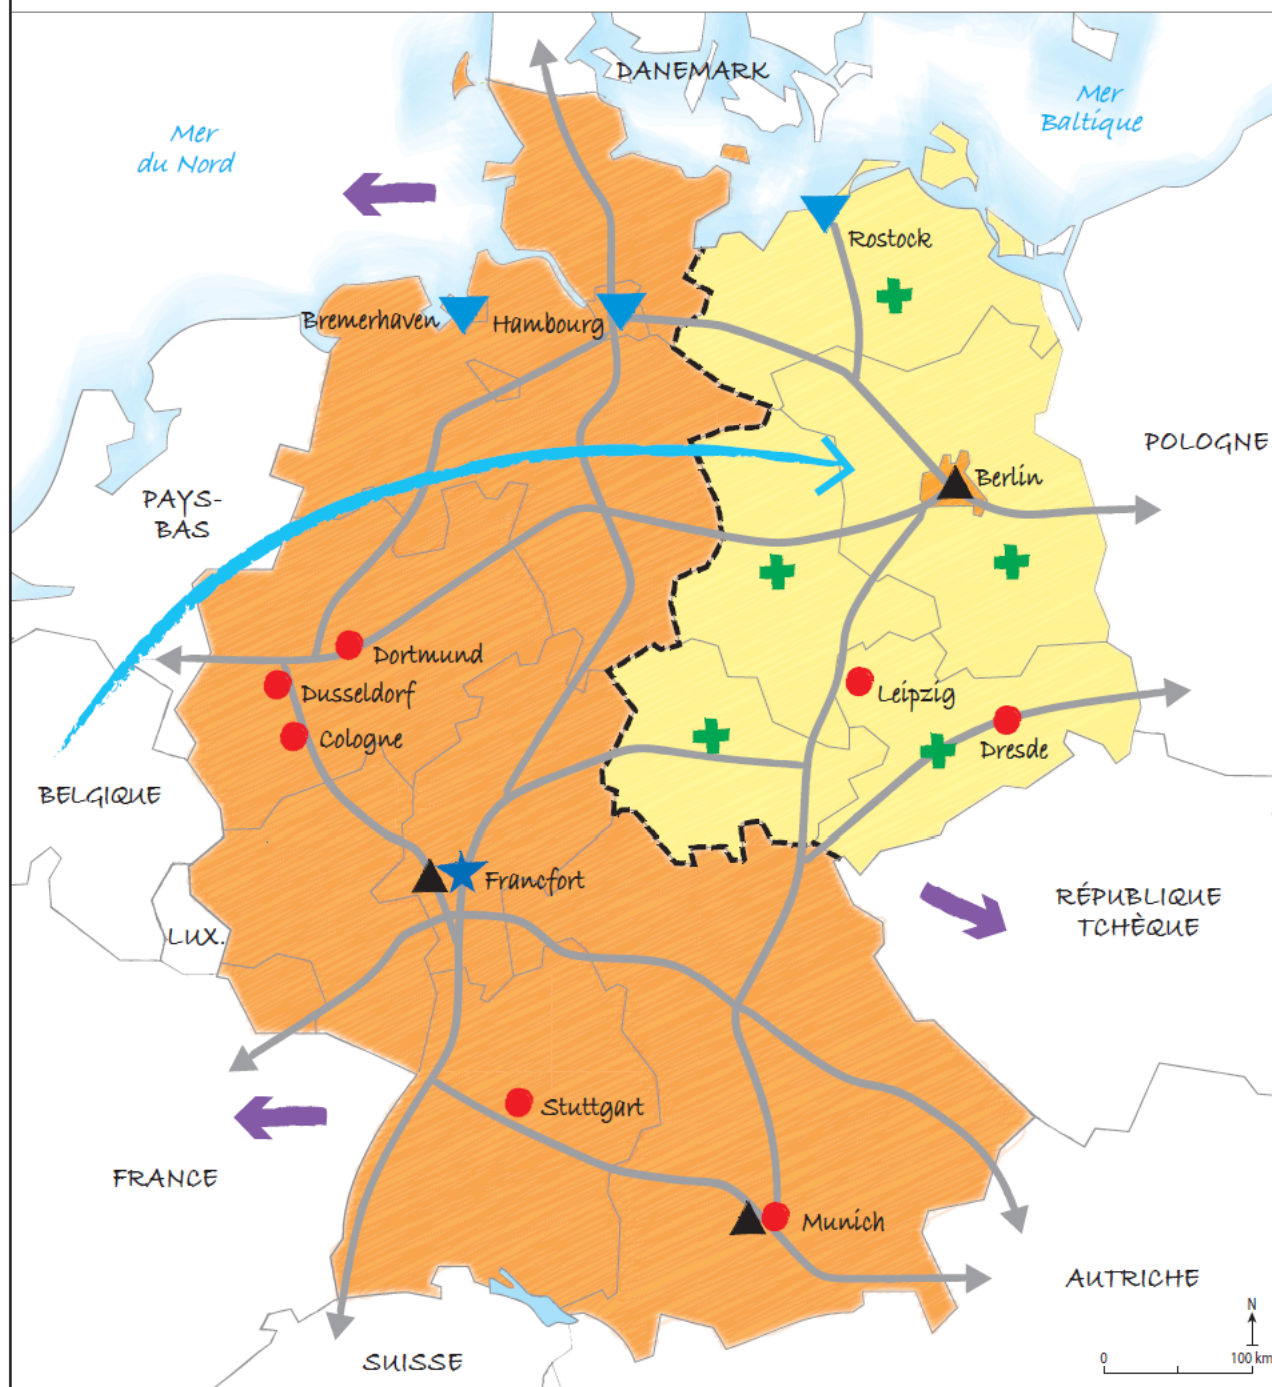 DANEMARK
Mer
Baltique
Mer
du Nord
Rostock
Bremerhaven
Hambourg
POLOGNE
Berlin
PAYS-
BAS
Dortmund
Dusseldorf
Leipzig
Cologne
Dresde
BELGIQUE
Francfort
RÉPUBLIQUE
TCHÈQUE
LUX.
Stuttgart
FRANCE
Munich
AUTRICHE
N
SUISSE
0 100 km